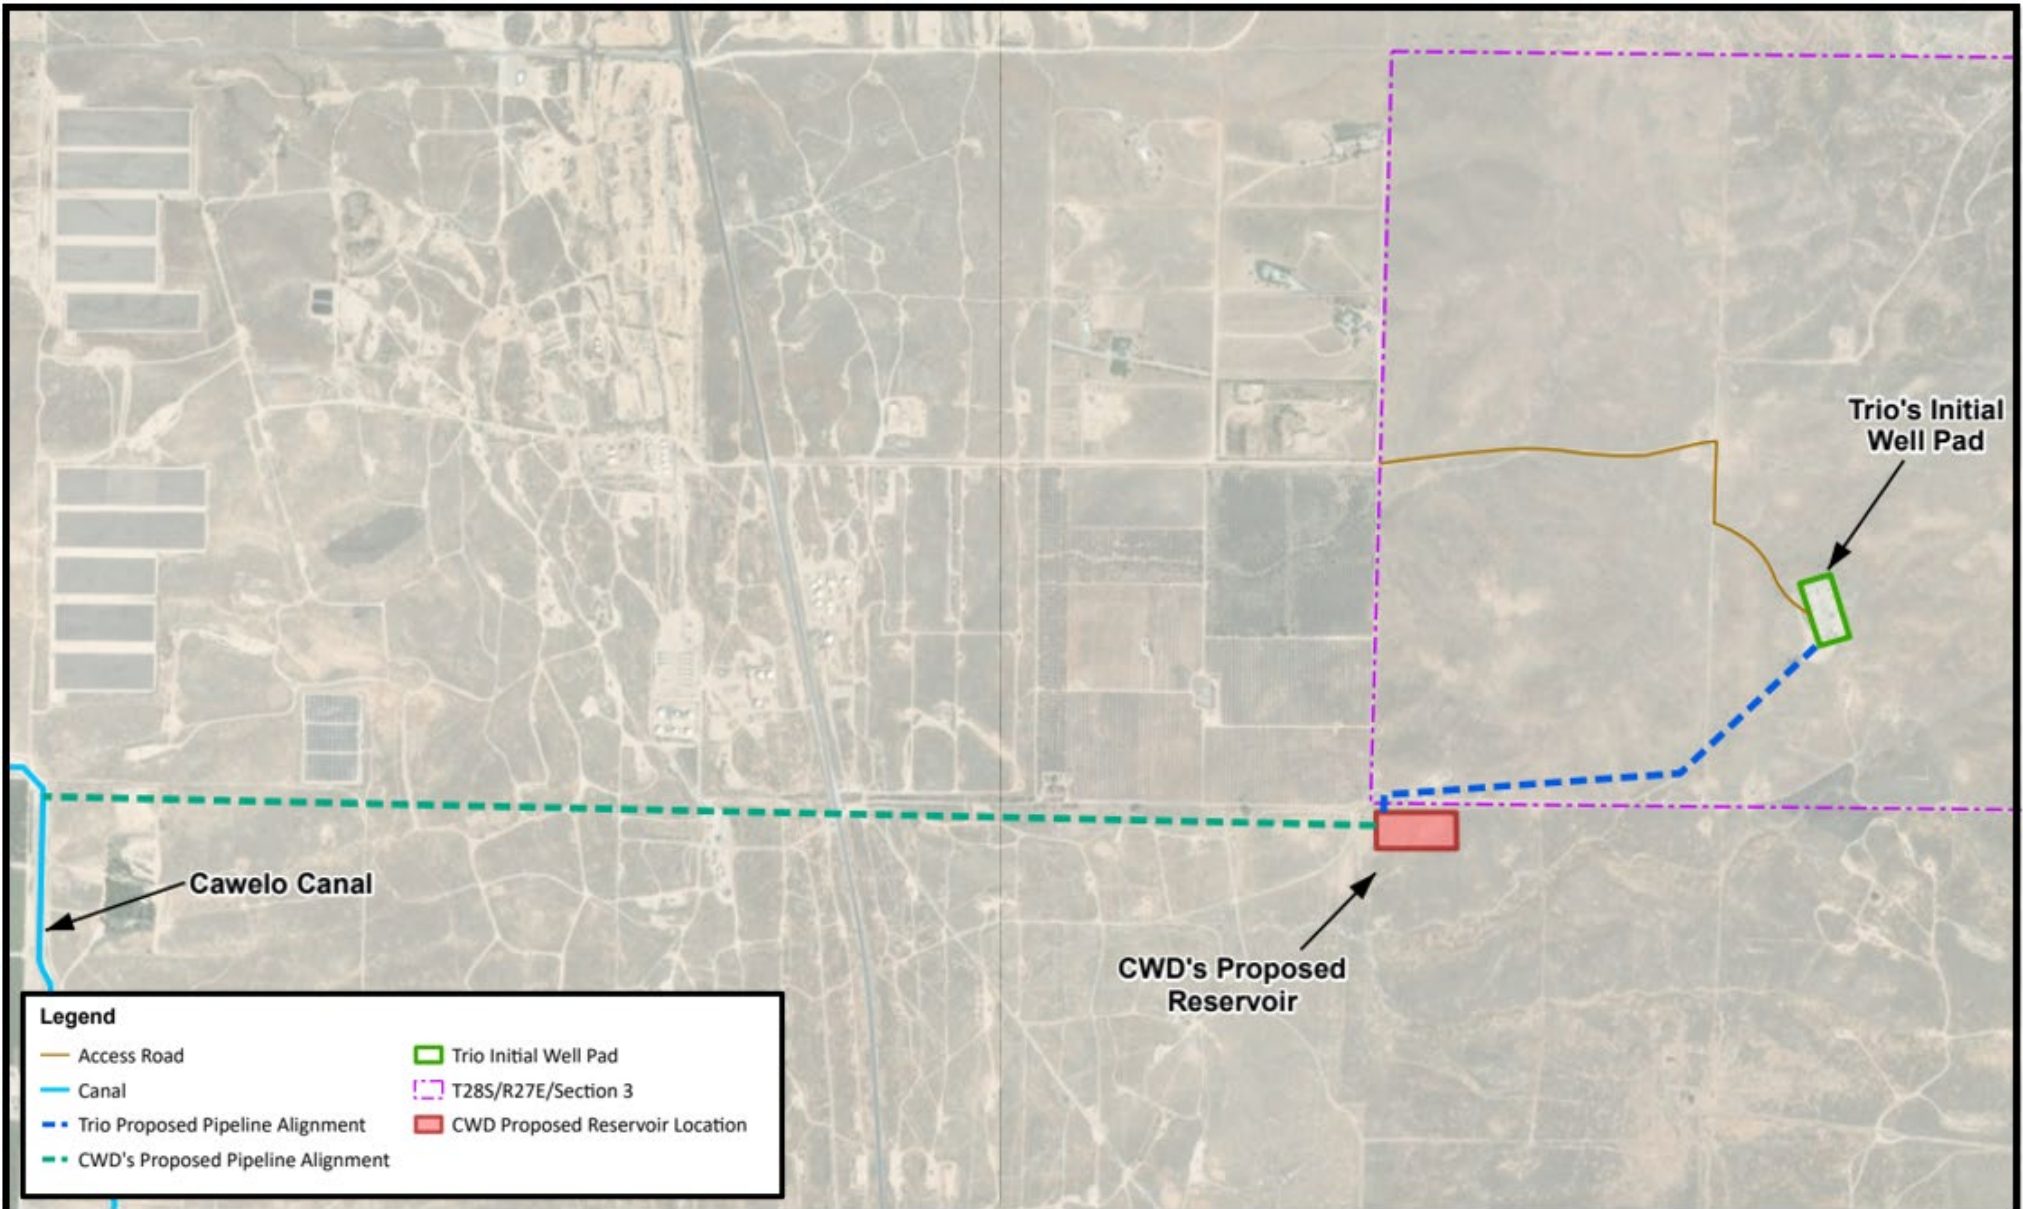 Trio's Initial
Well Pad
Cawelo Canal
CWD's Proposed
Reservoir
Legend
Access Road
Canal
Trio Proposed Pipeline Alignment
CWD's Proposed Pipeline Alignment
Trio Initial Well Pad
T28S/R27E/Section 3
CWD Proposed Reservoir Location